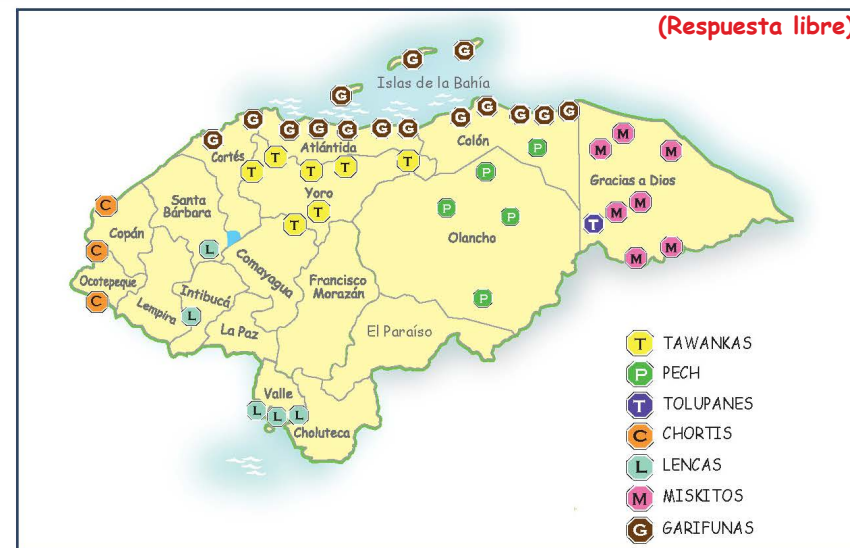 (Respuesta libre)
G
G
G
Islas de la Bahía
G
G
G
G
G
G
G
G
G
G
G
G
G
Cortés
Atlántida
Colón
P
M
M
M
T
T
T
T
T
P
Yoro
Gracias a Dios
Santa
Bárbara
C
Copán
T
T
P
P
M
M
T
Olancho
L
C
Comayagua
M
M
Ocotepeque
Intibucá
Francisco
Morazán
C
Lempira
L
La Paz
P
El Paraíso
Valle
L
L
L
Choluteca
T TAWANKAS
P PECH
T TOLUPANES
C CHORTIS
L LENCAS
M MISKITOS
G GARIFUNAS